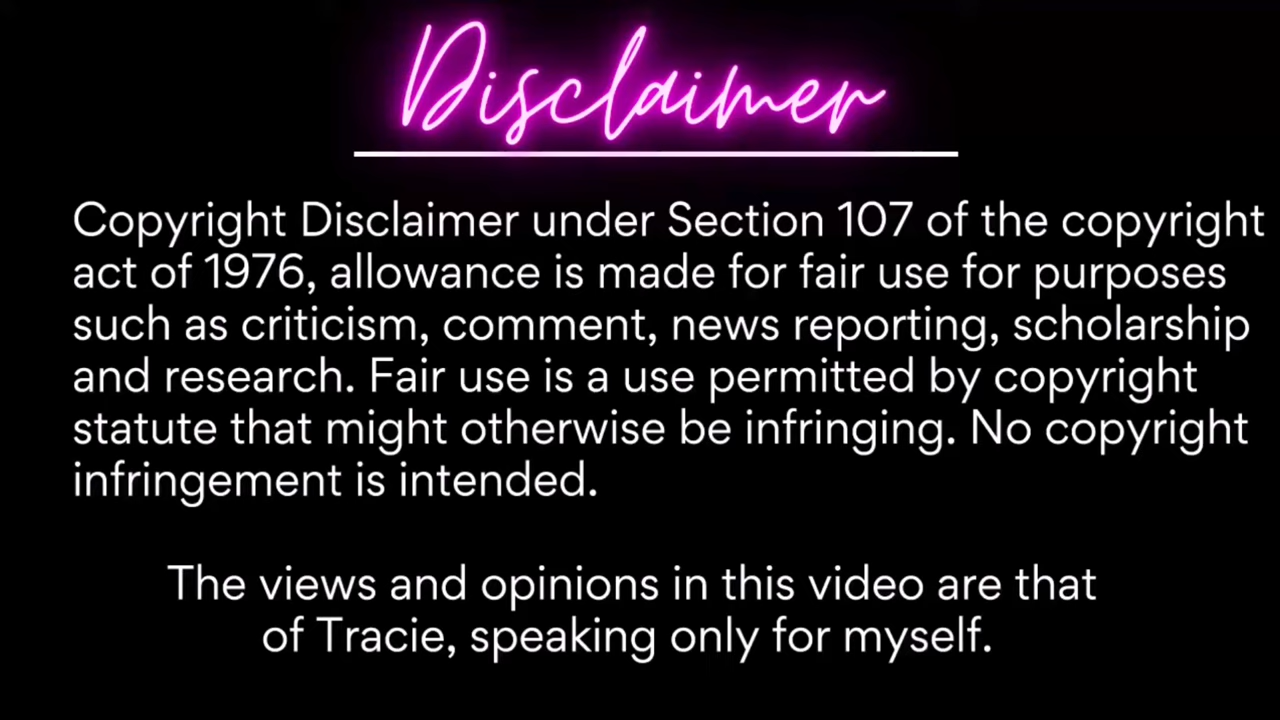 Disclaimer
Copyright Disclaimer under Section 107 of the copyright
act of 1976, allowance is made for fair use for purposes
such as criticism, comment, news reporting, scholarship
and research. Fair use is a use permitted by copyright
statute that might otherwise be infringing. No copyright
infringement is intended.
The views and opinions in this video are that
of Tracie, speaking only for myself.